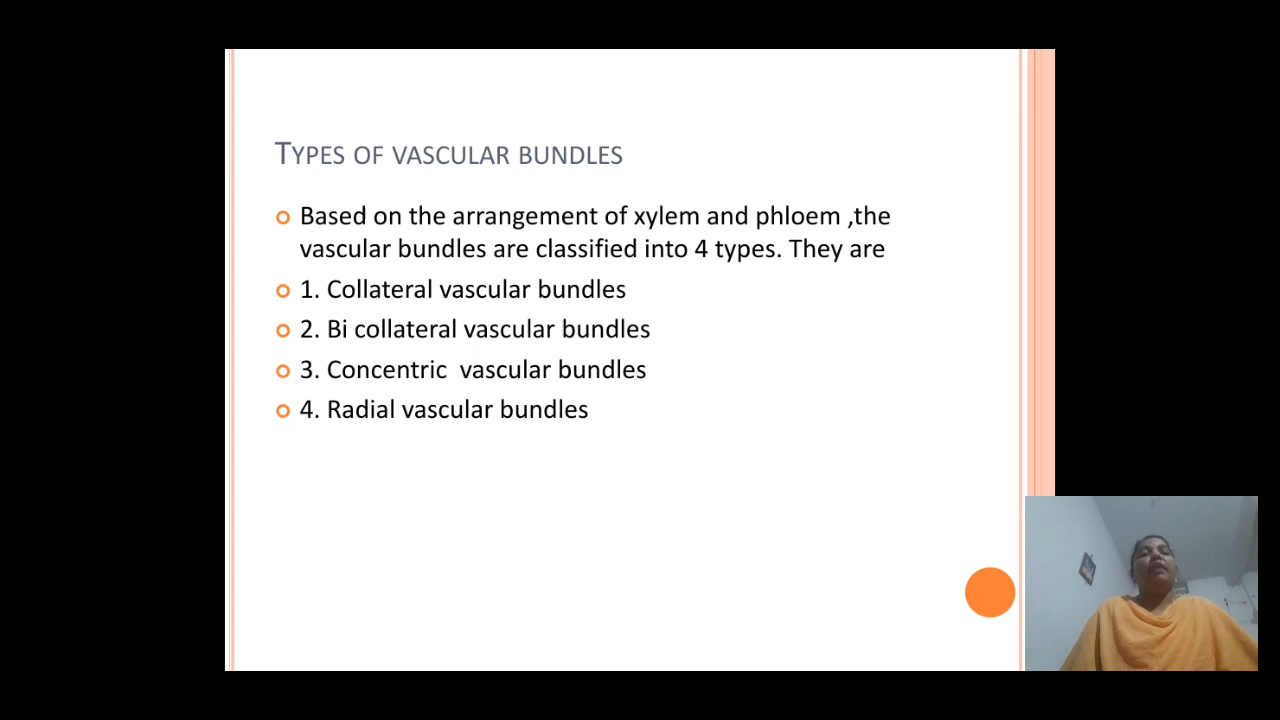 Types of vascular bundles
Based on the arrangement of xylem and phloem ,the
vascular bundles are classified into 4 types. They are
1. Collateral vascular bundles
2. Bi collateral vascular bundles
3. Concentric  vascular bundles
4. Radial vascular bundles